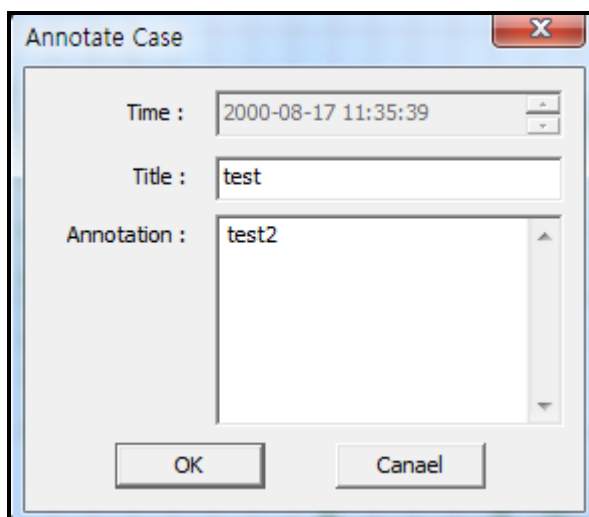 Annotate Case
Time : 2000-08-17 11:35:39
Title : test
Annotation : test2
OK Canael